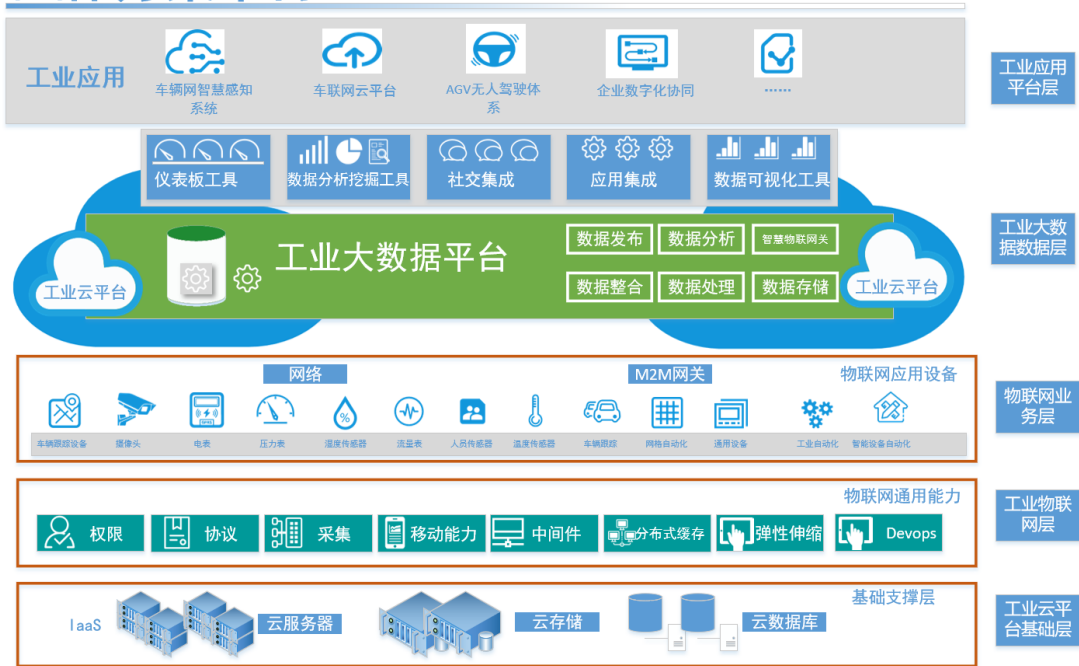 工业应用
车辆网智慧感知
系统
车联网云平台
AGV无人驾驶体
系
企业数字化协同
······
工业应用
平台层
仪表板工具
数据分析挖掘工具
社交集成
应用集成
数据可视化工具
工业大数据平台
数据发布
数据分析
智慧物联网关
数据整合
数据处理
数据存储
工业云平台
工业云平台
工业大数
据数据层
网络
M2M网关
物联网应用设备
车辆跟踪设备
摄像头
电表
压力表
湿度传感器
流量表
人员传感器
温度传感器
车辆跟踪
网格自动化
通用设备
工业自动化
智能设备自动化
物联网业
务层
物联网通用能力
权限
协议
采集
移动能力
中间件
分布式缓存
弹性伸缩
Devops
工业物联
网层
基础支撑层
IaaS
云服务器
云存储
云数据库
工业云平
台基础层